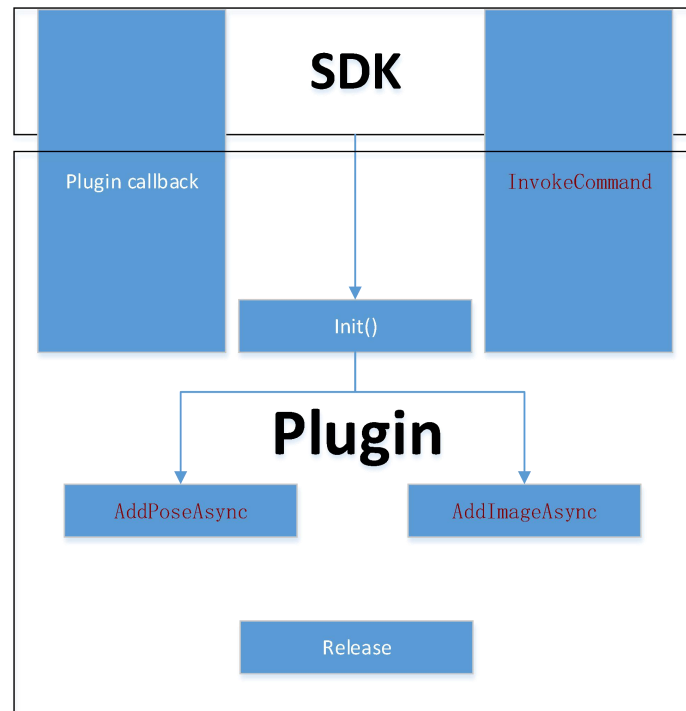 SDK
Plugin callback
InvokeCommand
Init()
Plugin
AddPoseAsync
AddImageAsync
Release